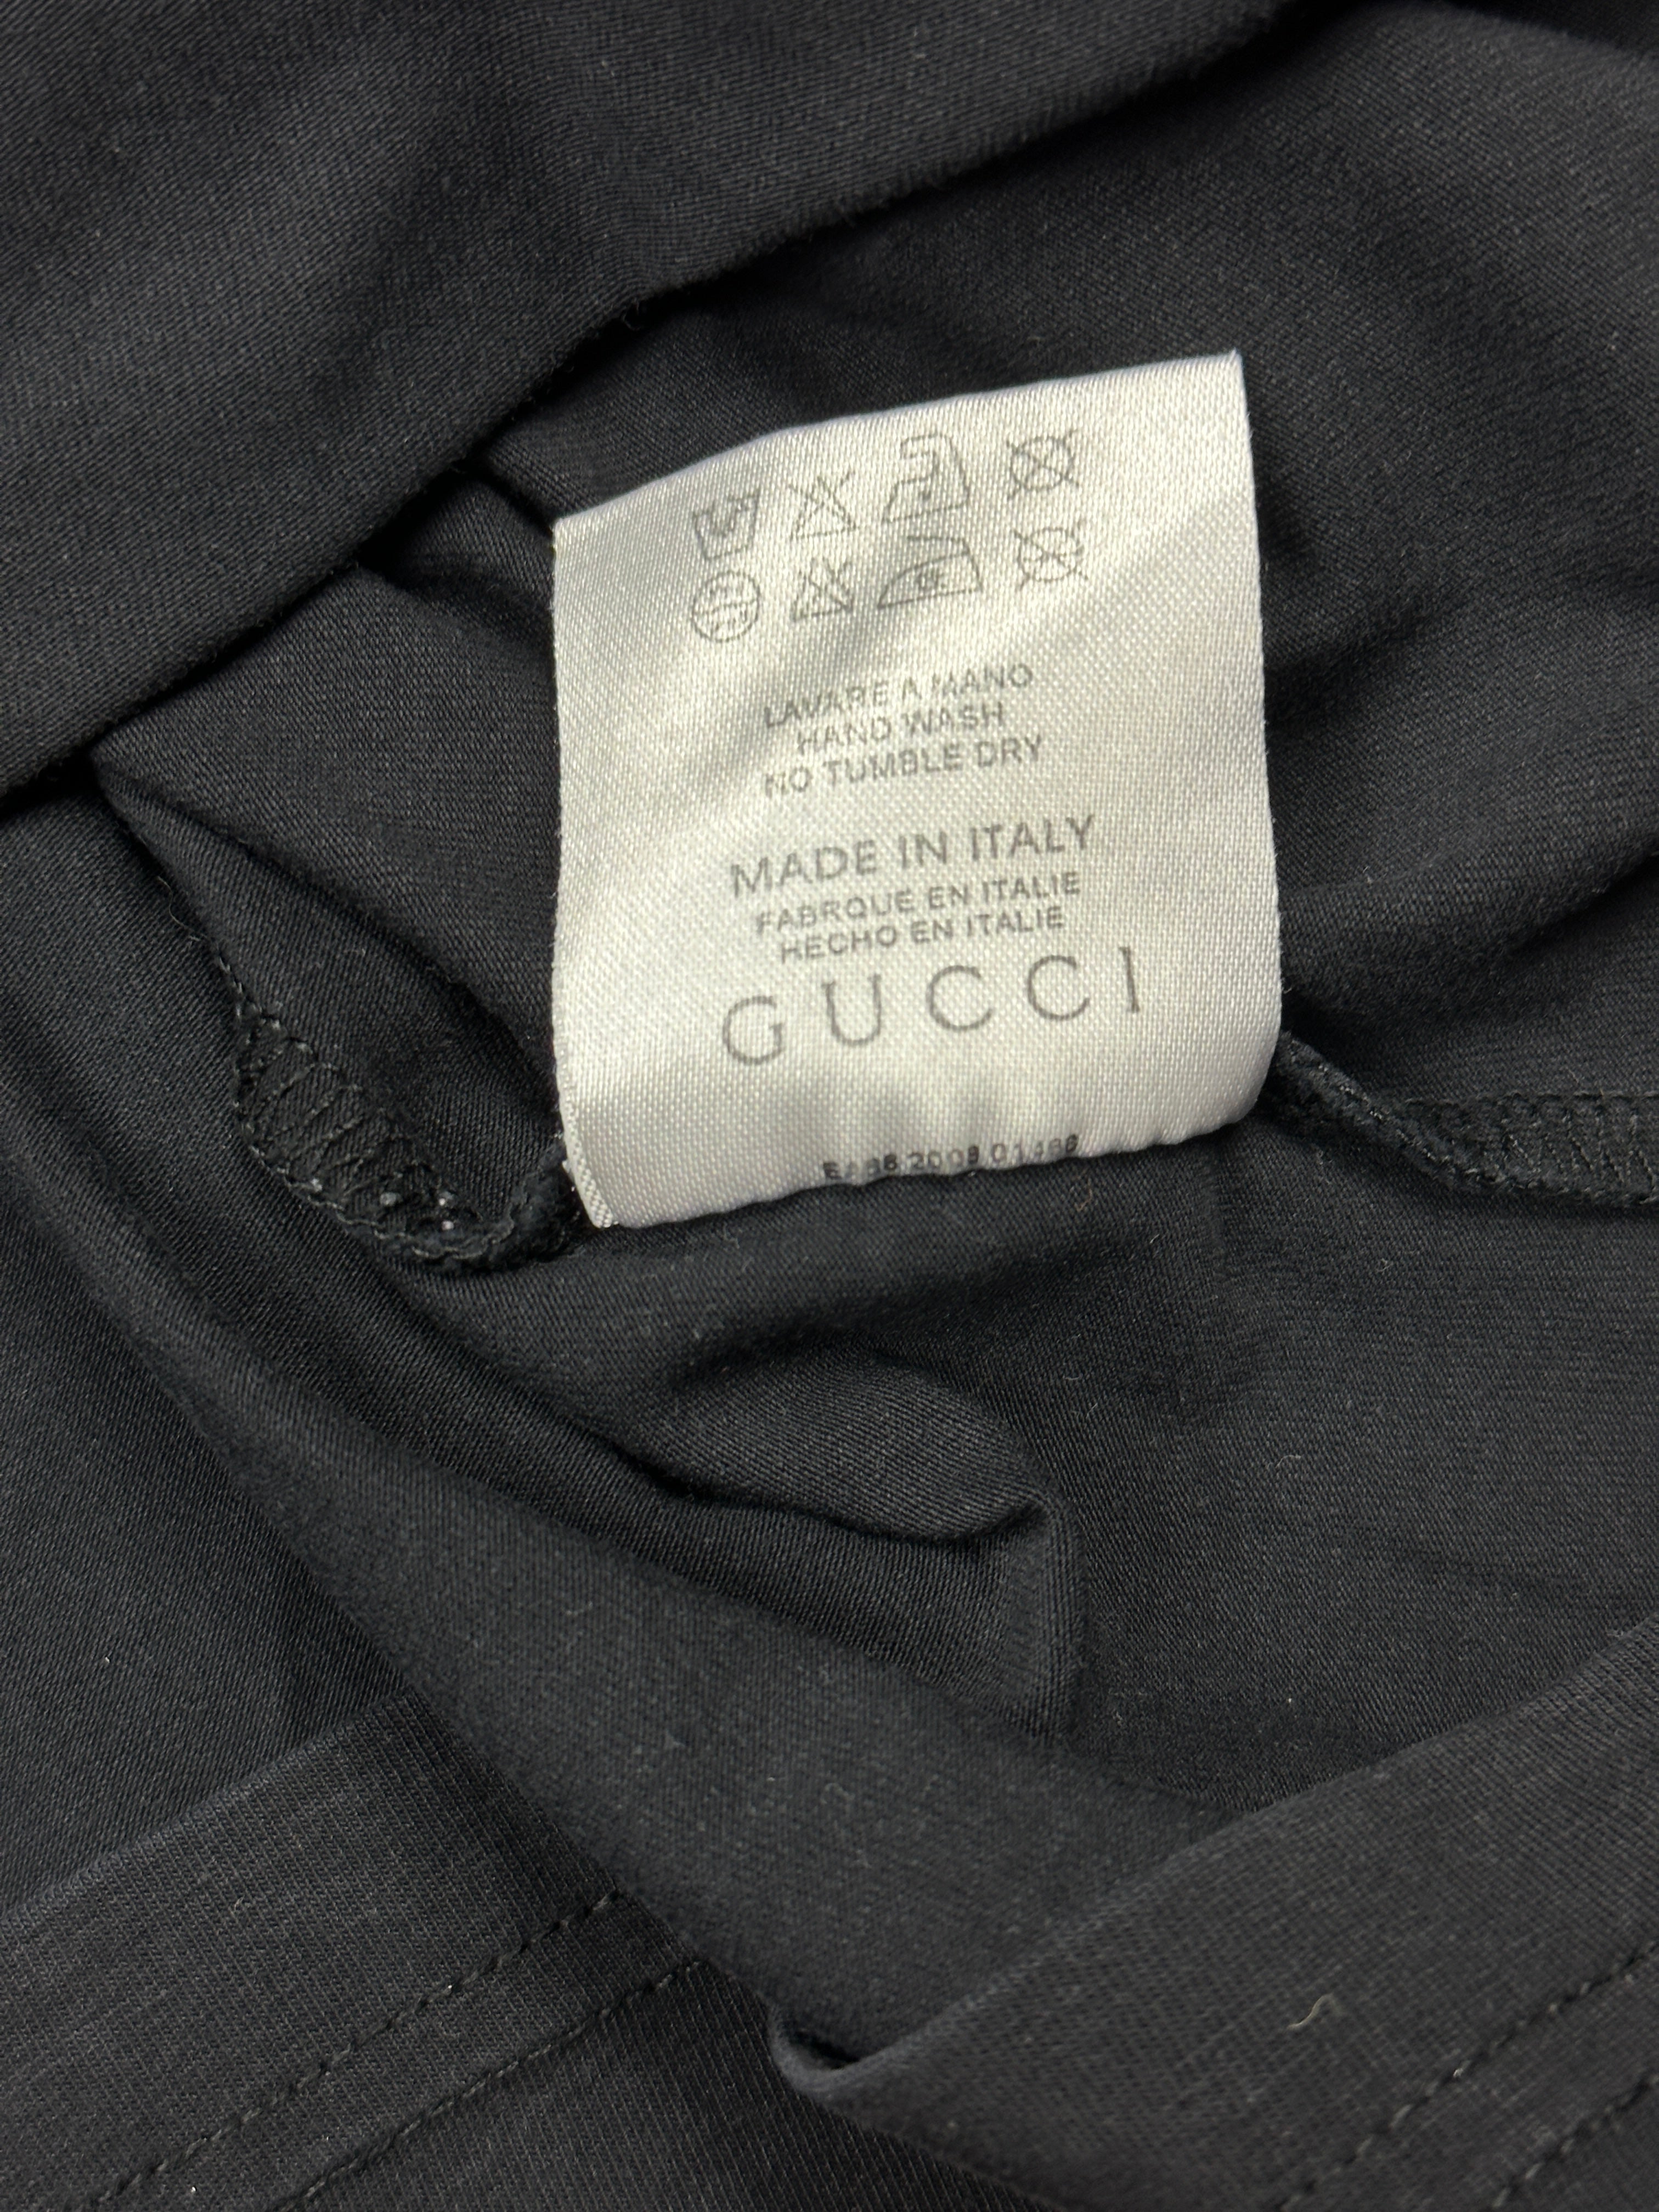 LAVARE A MANO
HAND WASH
NO TUMBLE DRY
MADE IN ITALY
FABRQUE EN ITALIE
HECHO EN ITALIE
GUCCI